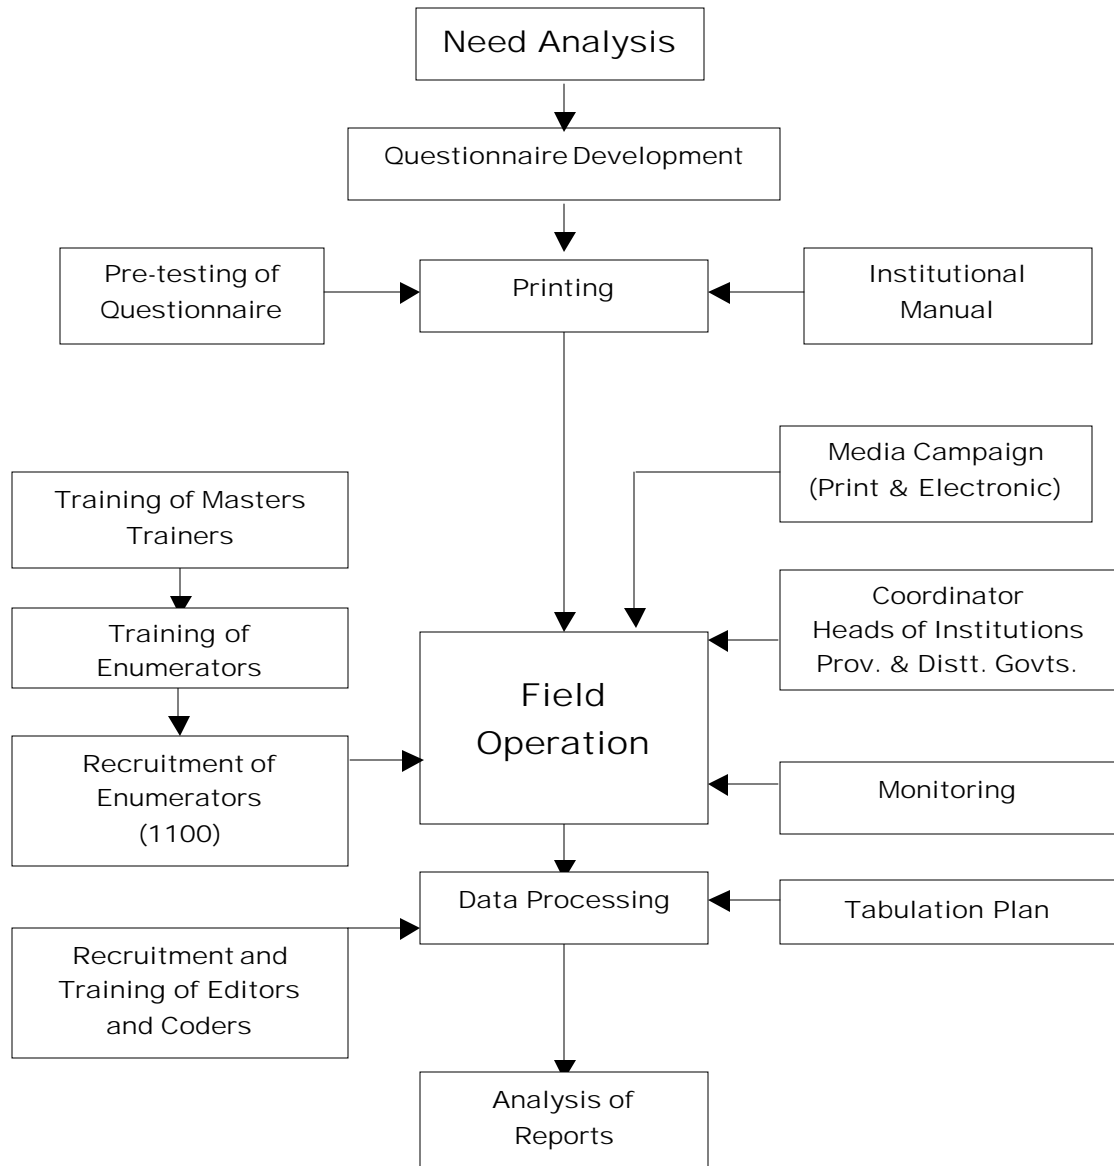 Need Analysis
Questionnaire Development
Pre-testing of
Questionnaire
Printing
Institutional
Manual
Media Campaign
(Print & Electronic)
Training of Masters
Trainers
Training of
Enumerators
Coordinator
Heads of Institutions
Prov. & Distt. Govts.
Field
Operation
Recruitment of
Enumerators
(1100)
Monitoring
Data Processing
Tabulation Plan
Recruitment and
Training of Editors
and Coders
Analysis of
Reports